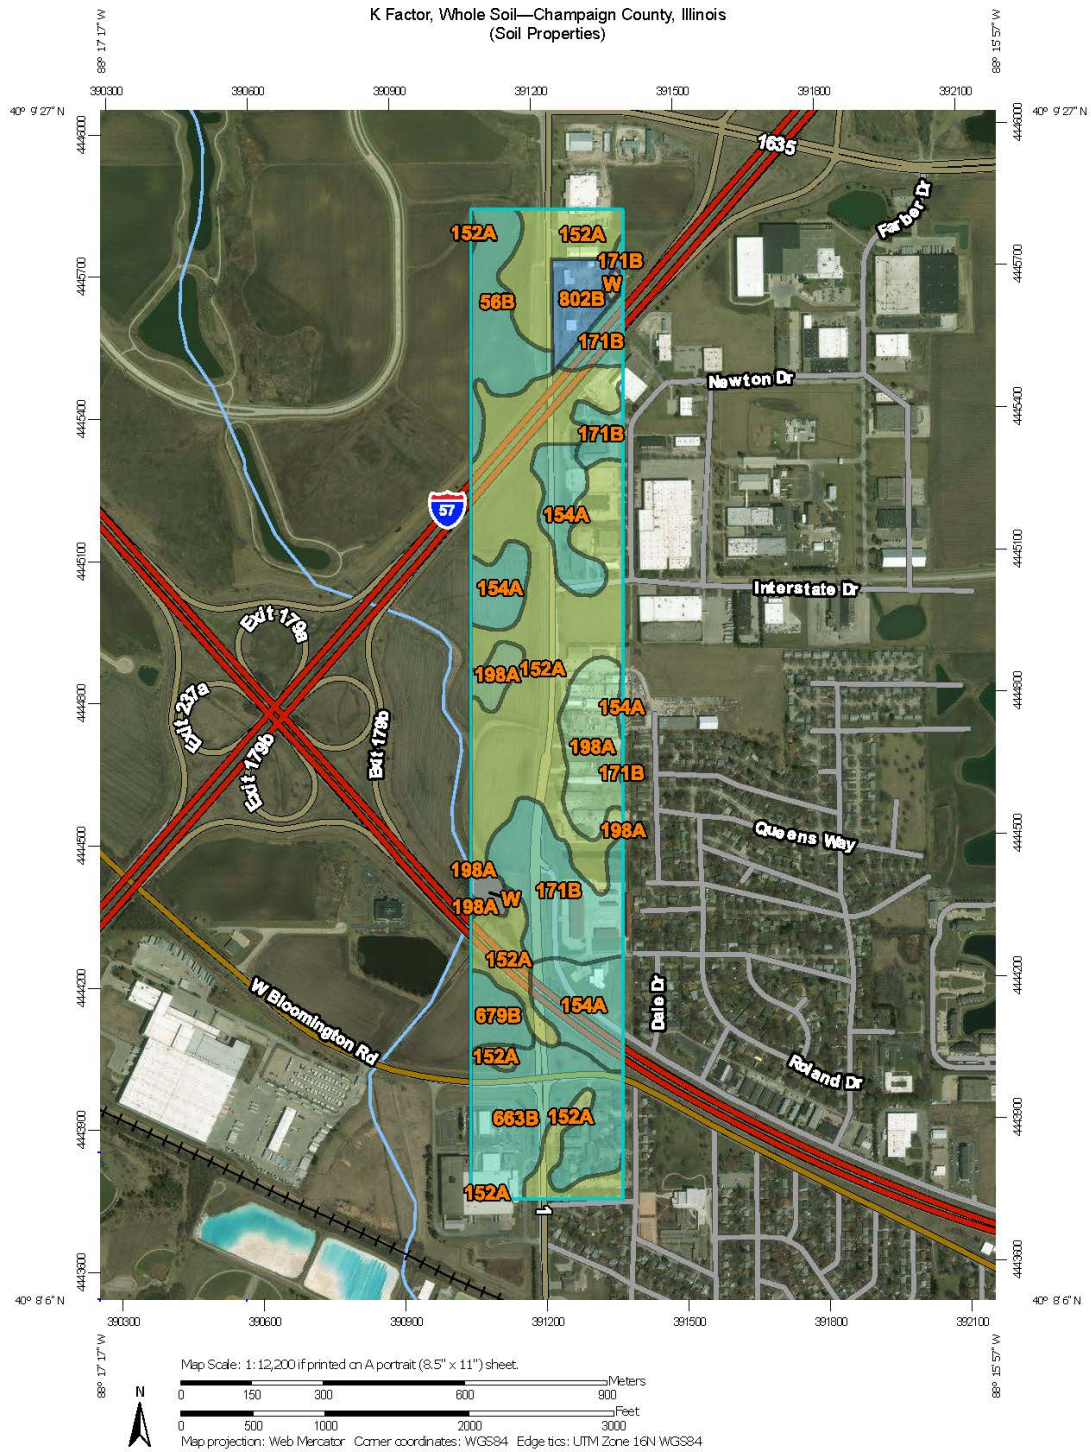 K Factor, Whole Soil—Champaign County, Illinois
(Soil Properties)
88° 17' 17" W
88° 15' 57" W
390300 390600 390900 391200 391500 391800 392100
40° 9' 27" N
40° 9' 27" N
4446000
4446000
1635
Farber Dr
152A
152A
171B
W
4445700
4445700
56B
802B
171B
Newton Dr
4445400
4445400
171B
57
154A
4445100
4445100
154A
Interstate Dr
Exit 179a
198A
152A
Exit 237a
154A
4444800
4444800
Exit 179b
Exit 179b
198A
171B
198A
Queens Way
4444500
4444500
198A
171B
W
198A
152A
4444200
4444200
W Bloomington Rd
679B
154A
Dale Dr
152A
Roland Dr
663B
152A
4443900
4443900
152A
1
4443600
4443600
40° 8' 6" N
40° 8' 6" N
390300 390600 390900 391200 391500 391800 392100
88° 17' 17" W
88° 15' 57" W
Map Scale: 1:12,200 if printed on A portrait (8.5" x 11") sheet.
N
Meters
0 150 300 600 900
Feet
0 500 1000 2000 3000
Map projection: Web Mercator Corner coordinates: WGS84 Edge tics: UTM Zone 16N WGS84